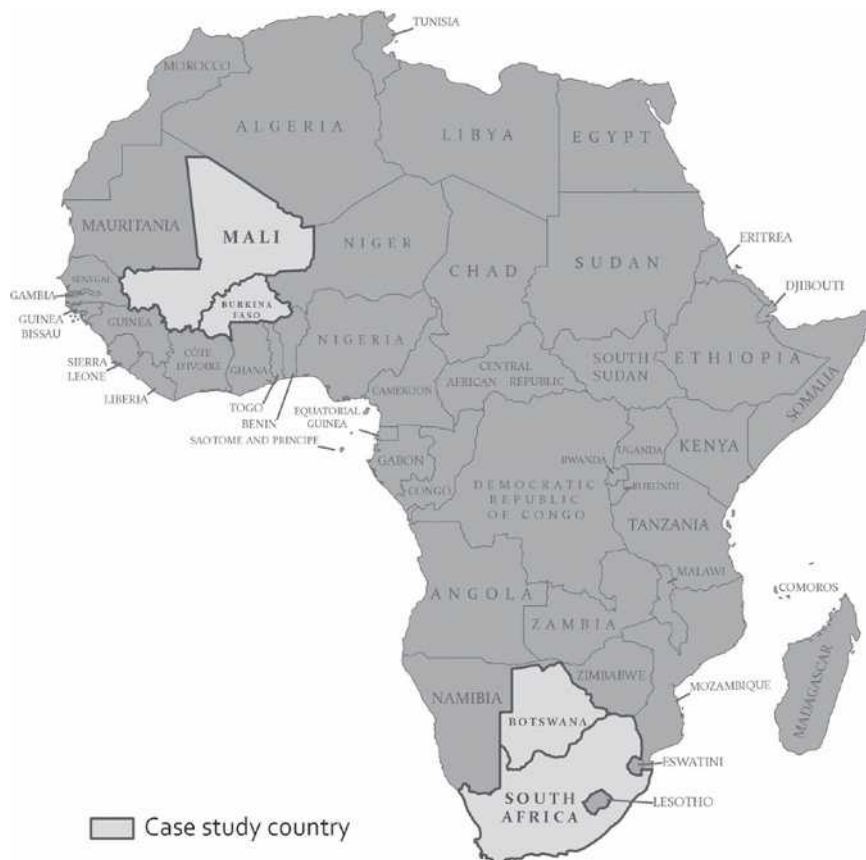 TUNISIA
MOROCCO
ALGERIA
LIBYA
EGYPT
MAURITANIA
MALI
NIGER
CHAD
SUDAN
ERITREA
DJIBOUTI
SENEGAL
GAMBIA
GUINEA
BISSAU
GUINEA
BURKINA
FASO
NIGERIA
SOUTH
SUDAN
ETHIOPIA
SOMALIA
SIERRA
LEONE
CÔTE
D'IVOIRE
GHANA
CENTRAL
AFRICAN REPUBLIC
CAMEROON
LIBERIA
TOGO
BENIN
EQUATORIAL
GUINEA
SAO TOME AND PRINCIPE
GABON
CONGO
DEMOCRATIC
REPUBLIC
OF CONGO
UGANDA
KENYA
RWANDA
BURUNDI
TANZANIA
MALAWI
COMOROS
ANGOLA
ZAMBIA
ZIMBABWE
MOZAMBIQUE
MADAGASCAR
NAMIBIA
BOTSWANA
ESWATINI
LESOTHO
SOUTH
AFRICA
Case study country